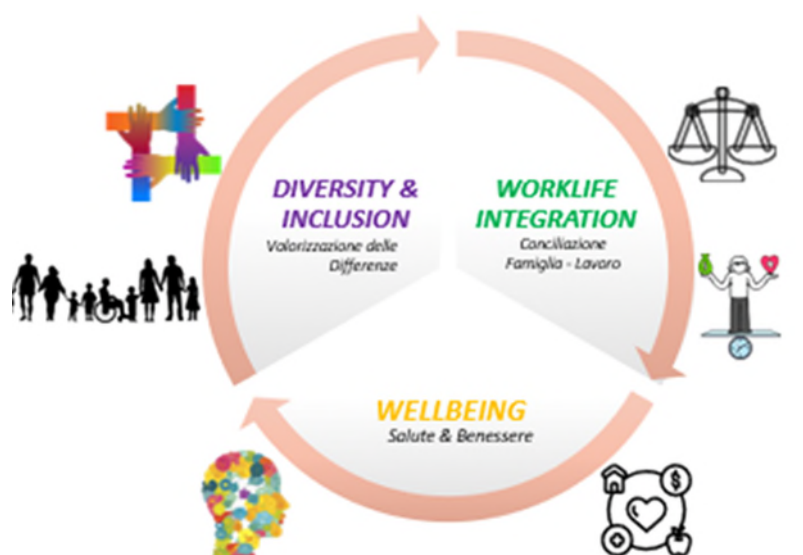 DIVERSITY &
INCLUSION
Valorizzazione delle
Differenze
WORKLIFE
INTEGRATION
Conciliazione
Famiglia - Lavoro
WELLBEING
Salute & Benessere
$